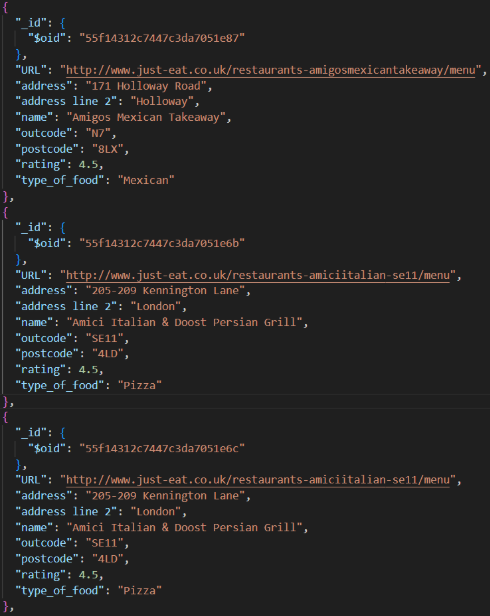 {
"_id": {
"$oid": "55f14312c7447c3da7051e87"
},
"URL": "http://www.just-eat.co.uk/restaurants-amigosmexicantakeaway/menu",
"address": "171 Holloway Road",
"address line 2": "Holloway",
"name": "Amigos Mexican Takeaway",
"outcode": "N7",
"postcode": "8LX",
"rating": 4.5,
"type_of_food": "Mexican"
},
{
"_id": {
"$oid": "55f14312c7447c3da7051e6b"
},
"URL": "http://www.just-eat.co.uk/restaurants-amiciitalian-se11/menu",
"address": "205-209 Kennington Lane",
"address line 2": "London",
"name": "Amici Italian & Doost Persian Grill",
"outcode": "SE11",
"postcode": "4LD",
"rating": 4.5,
"type_of_food": "Pizza"
},
{
"_id": {
"$oid": "55f14312c7447c3da7051e6c"
},
"URL": "http://www.just-eat.co.uk/restaurants-amiciitalian-se11/menu",
"address": "205-209 Kennington Lane",
"address line 2": "London",
"name": "Amici Italian & Doost Persian Grill",
"outcode": "SE11",
"postcode": "4LD",
"rating": 4.5,
"type_of_food": "Pizza"
},